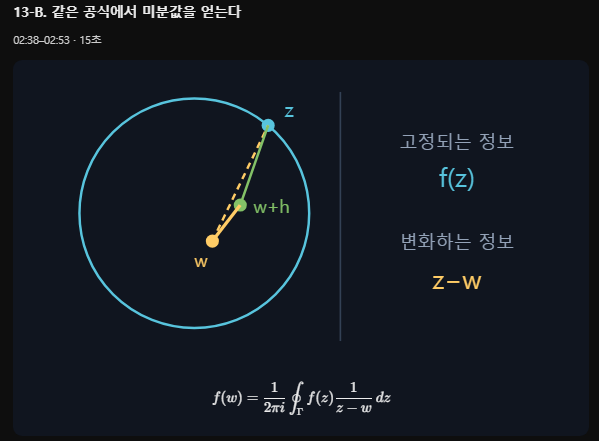 13-B. 같은 공식에서 미분값을 얻는다
02:38–02:53 · 15초
z
w+h
w
고정되는 정보
f(z)
변화하는 정보
z−w
f(w) = 1/(2πi) ∮_Γ f(z) 1/(z − w) dz